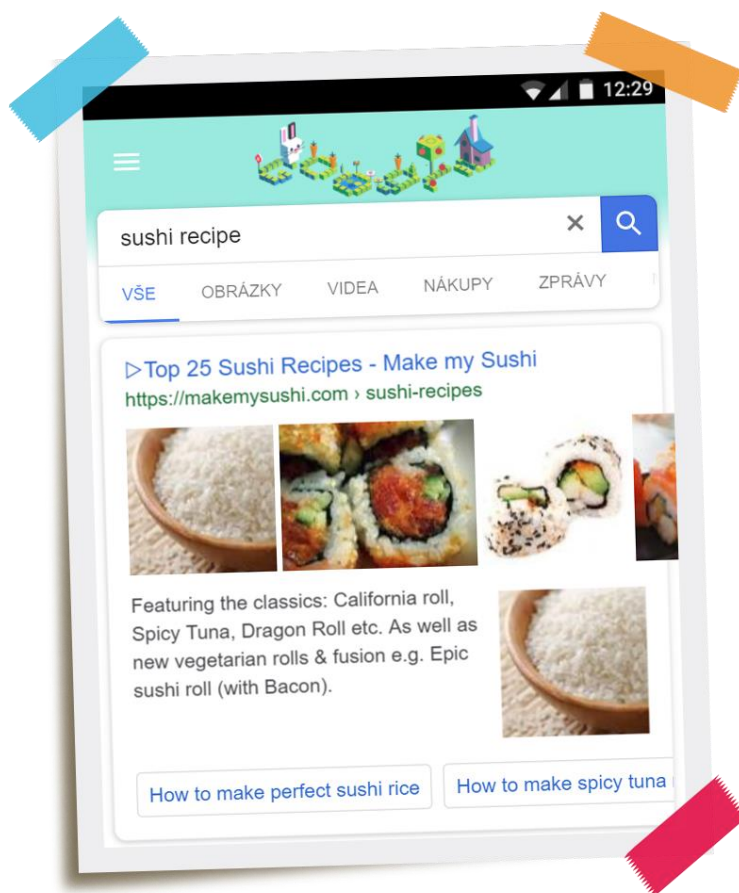 12:29
sushi recipe
VŠE OBRÁZKY VIDEA NÁKUPY ZPRÁVY
▷Top 25 Sushi Recipes - Make my Sushi
https://makemysushi.com › sushi-recipes
Featuring the classics: California roll,
Spicy Tuna, Dragon Roll etc. As well as
new vegetarian rolls & fusion e.g. Epic
sushi roll (with Bacon).
How to make perfect sushi rice How to make spicy tuna